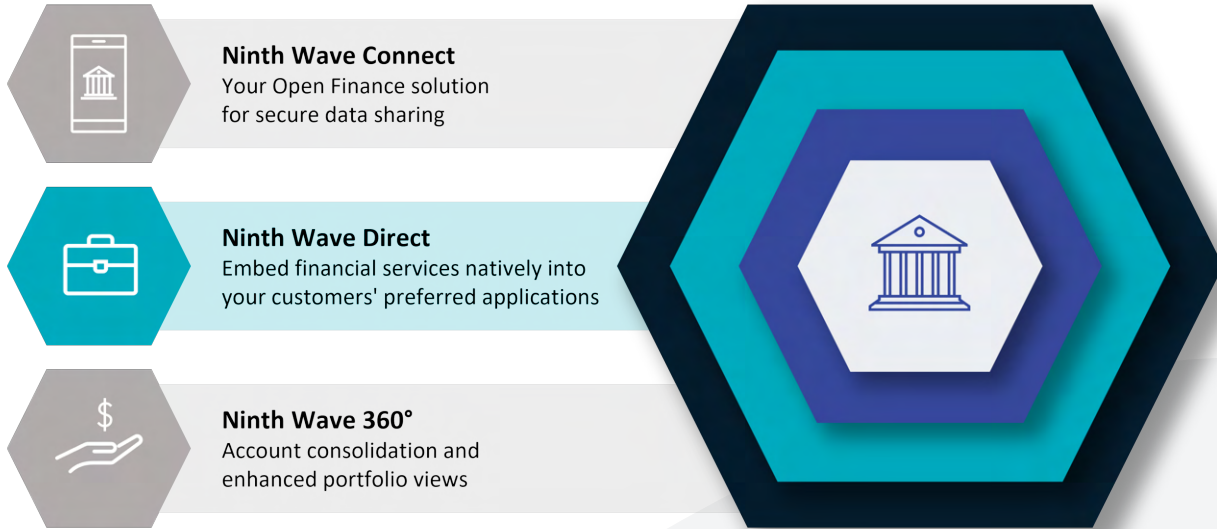 Ninth Wave Connect
Your Open Finance solution
for secure data sharing
Ninth Wave Direct
Embed financial services natively into
your customers' preferred applications
$
Ninth Wave 360°
Account consolidation and
enhanced portfolio views